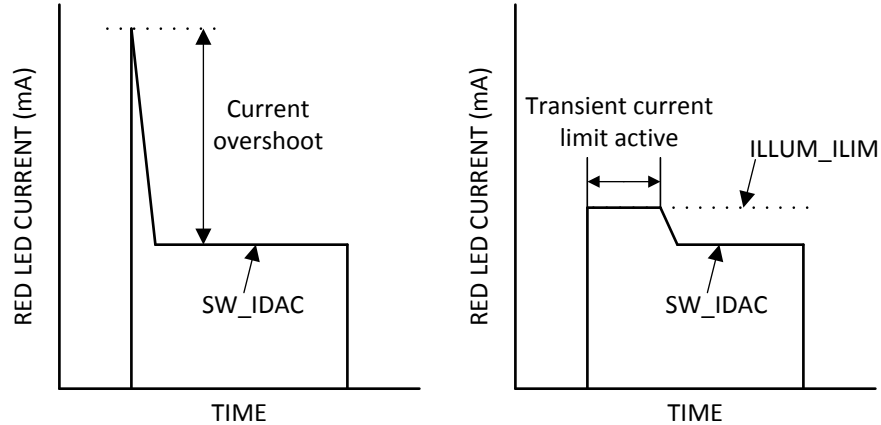 RED LED CURRENT (mA)
Current
overshoot
SW_IDAC
TIME
RED LED CURRENT (mA)
Transient current
limit active
ILLUM_ILIM
SW_IDAC
TIME